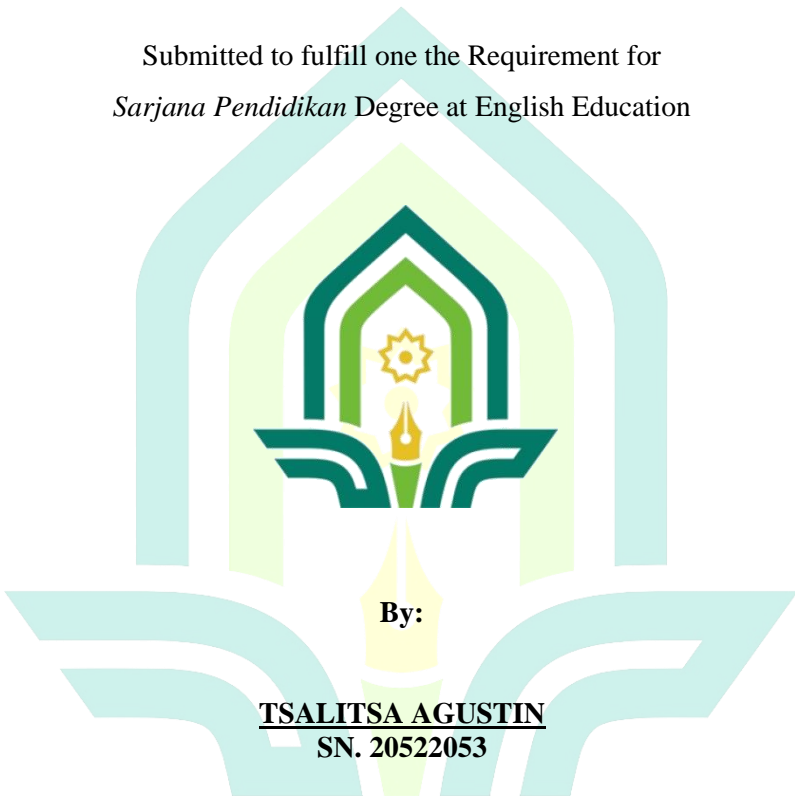 Submitted to fulfill one the Requirement for
Sarjana Pendidikan Degree at English Education
By:
TSALITSA AGUSTIN
SN. 20522053